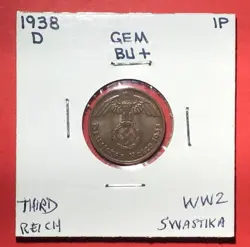 1938 GEM 1P
D BU+
THIRD WW2
REICH SWASTIKA